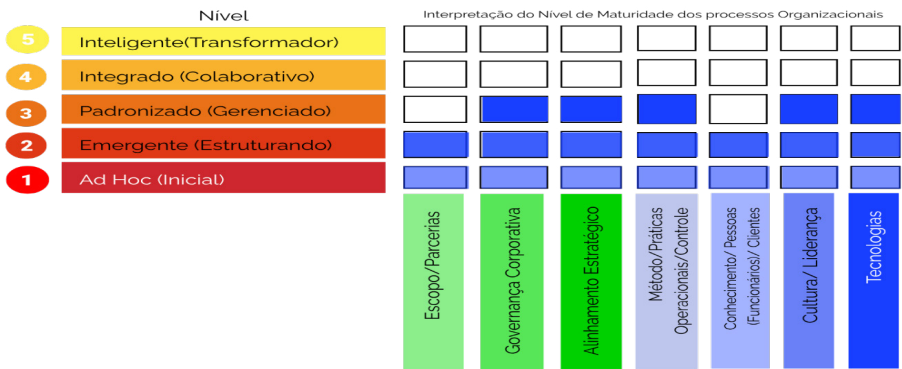 Nível
Interpretação do Nível de Maturidade dos processos Organizacionais
5
Inteligente(Transformador)
4
Integrado (Colaborativo)
3
Padronizado (Gerenciado)
2
Emergente (Estruturando)
1
Ad Hoc (Inicial)
Escopo/Parcerias
Governança Corporativa
Alinhamento Estratégico
Método/Práticas
Operacionais/Controle
Conhecimento/ Pessoas
(Funcionários)/ Clientes
Cultura/ Liderança
Tecnologias